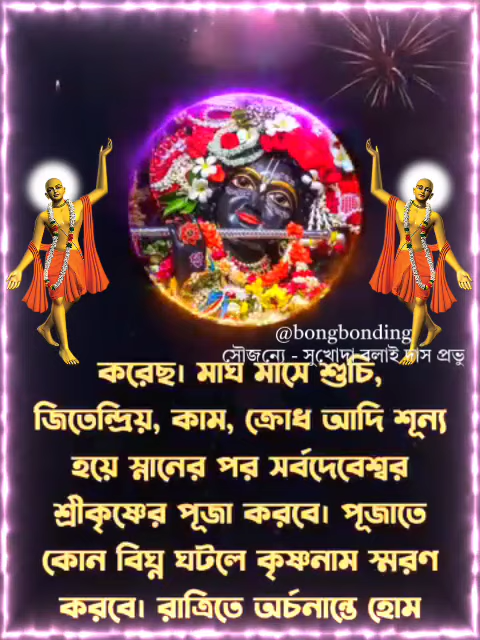 @bongbonding
সৌজন্যে - সুখোদা বলাই দাস প্রভু
করেছ। মাঘ মাসে শুচি,
জিতেন্দ্রিয়, কাম, ক্রোধ আদি শূন্য
হয়ে স্নানের পর সর্বদেবেশ্বর
শ্রীকৃষ্ণের পূজা করবে। পূজাতে
কোন বিঘ্ন ঘটলে কৃষ্ণনাম স্মরণ
করবে। রাত্রিতে অর্চনান্তে হোম